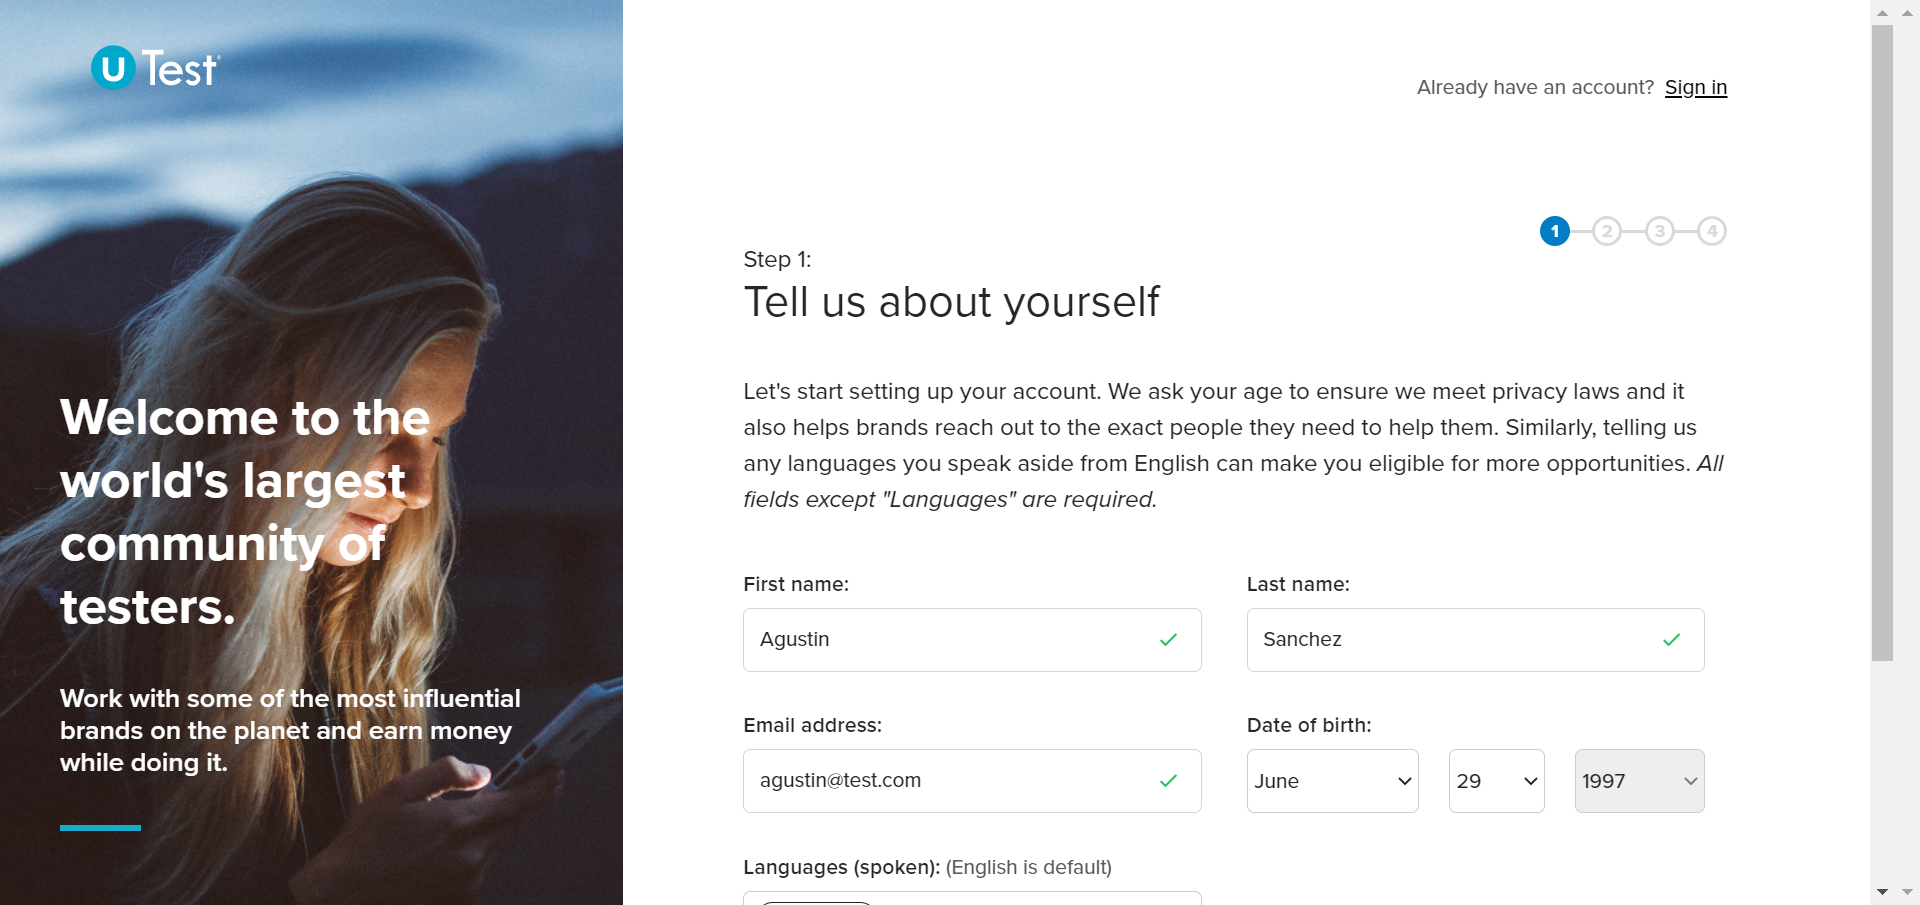 u Test
Already have an account? Sign in
1 2 3 4
Step 1:
Tell us about yourself
Let's start setting up your account. We ask your age to ensure we meet privacy laws and it
also helps brands reach out to the exact people they need to help them. Similarly, telling us
any languages you speak aside from English can make you eligible for more opportunities. All
fields except "Languages" are required.
Welcome to the
world's largest
community of
testers.
Work with some of the most influential
brands on the planet and earn money
while doing it.
First name: Last name:
Agustin Sanchez
Email address: Date of birth:
agustin@test.com June 29 1997
Languages (spoken): (English is default)